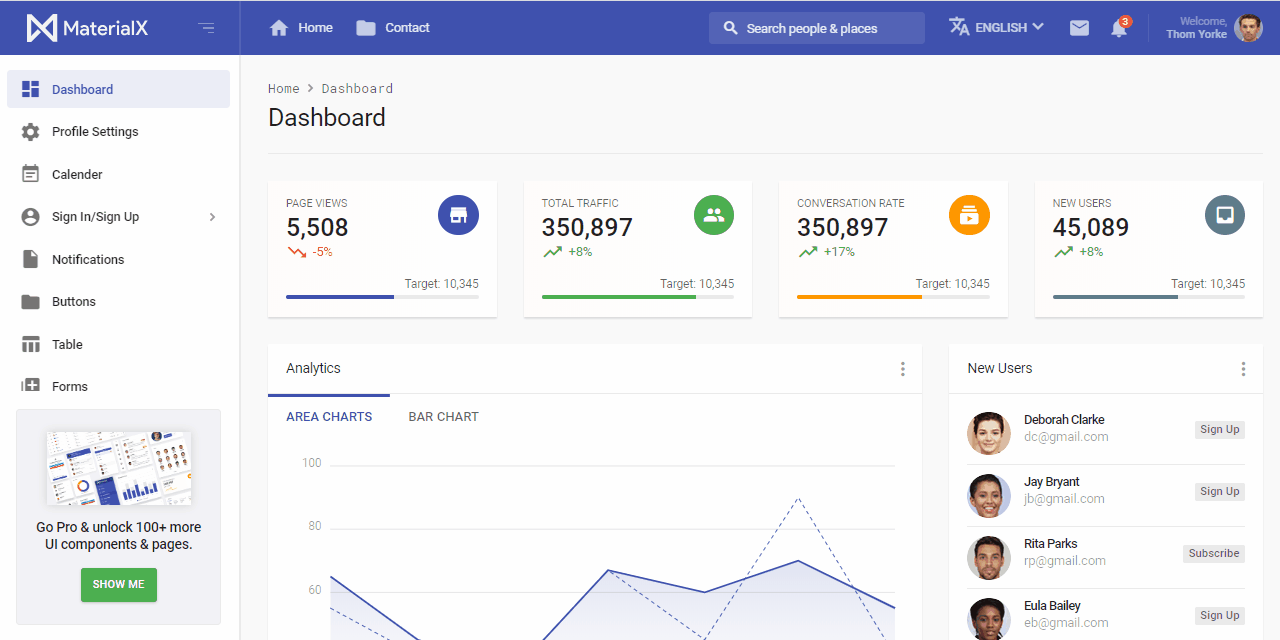 MaterialX
Home
Contact
Search people & places
ENGLISH
3
Welcome,
Thom Yorke
Dashboard
Profile Settings
Calender
Sign In/Sign Up
Notifications
Buttons
Table
Forms
Go Pro & unlock 100+ more
UI components & pages.
SHOW ME
Home > Dashboard
Dashboard
PAGE VIEWS
5,508
-5%
Target: 10,345
TOTAL TRAFFIC
350,897
+8%
Target: 10,345
CONVERSATION RATE
350,897
+17%
Target: 10,345
NEW USERS
45,089
+8%
Target: 10,345
Analytics
AREA CHARTS
BAR CHART
100
80
60
New Users
Deborah Clarke
dc@gmail.com
Sign Up
Jay Bryant
jb@gmail.com
Sign Up
Rita Parks
rp@gmail.com
Subscribe
Eula Bailey
eb@gmail.com
Sign Up